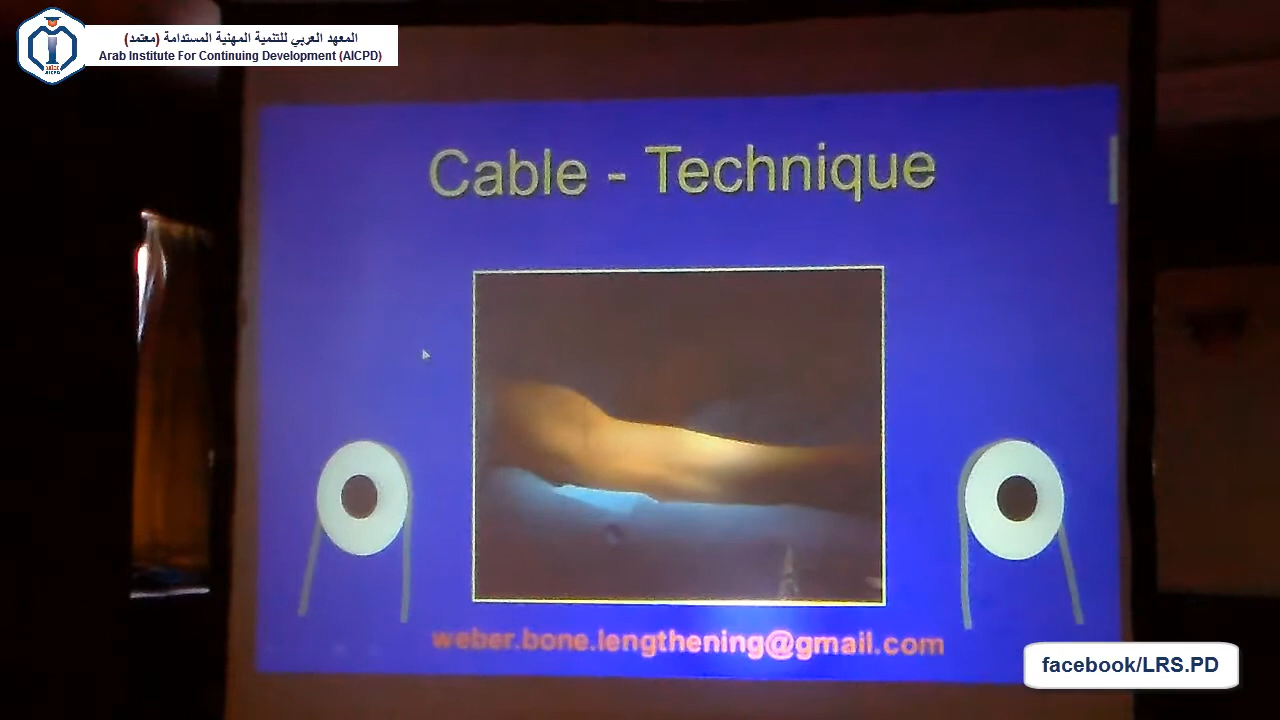 المعهد العربي للتنمية المهنية المستدامة (معتمد)
Arab Institute For Continuing Development (AICPD)
AICPD
Cable - Technique
weber.bone.lengthening@gmail.com
facebook/LRS.PD